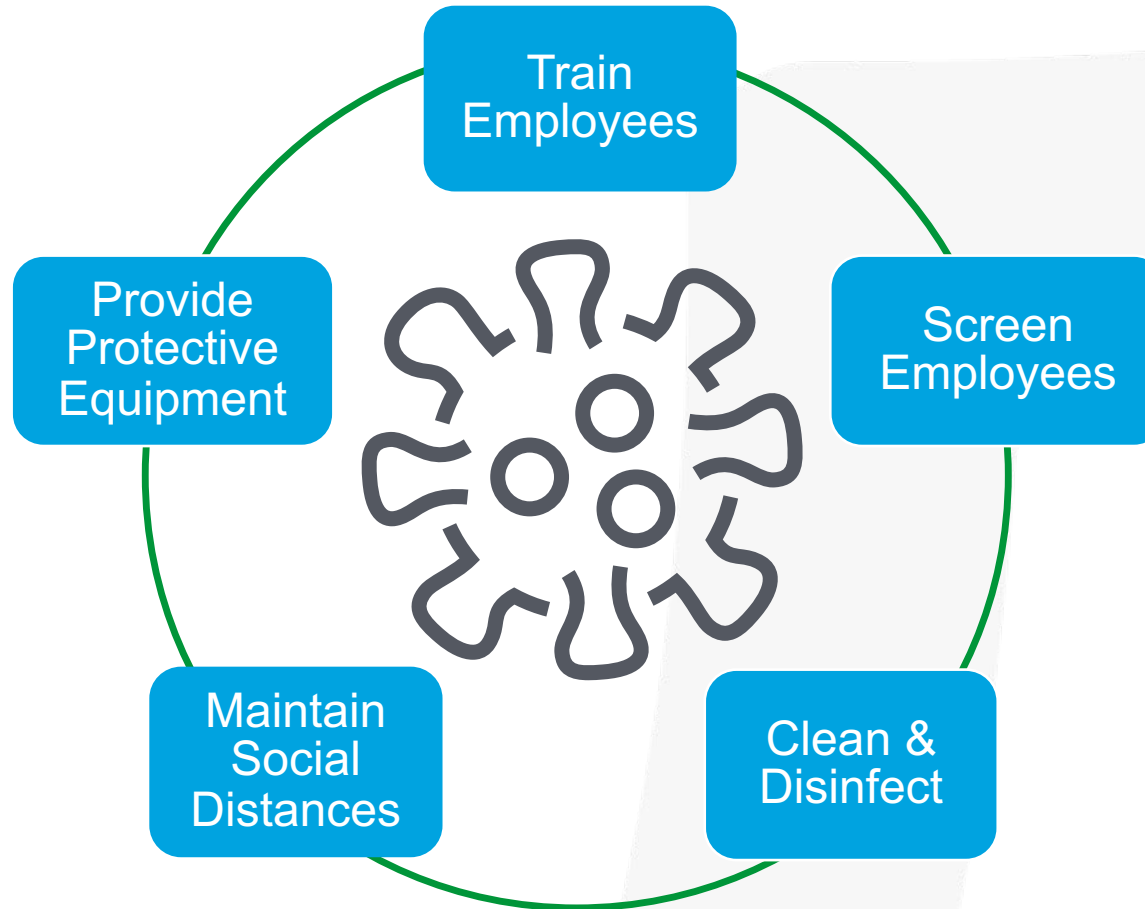 Train
Employees
Screen
Employees
Clean &
Disinfect
Maintain
Social
Distances
Provide
Protective
Equipment